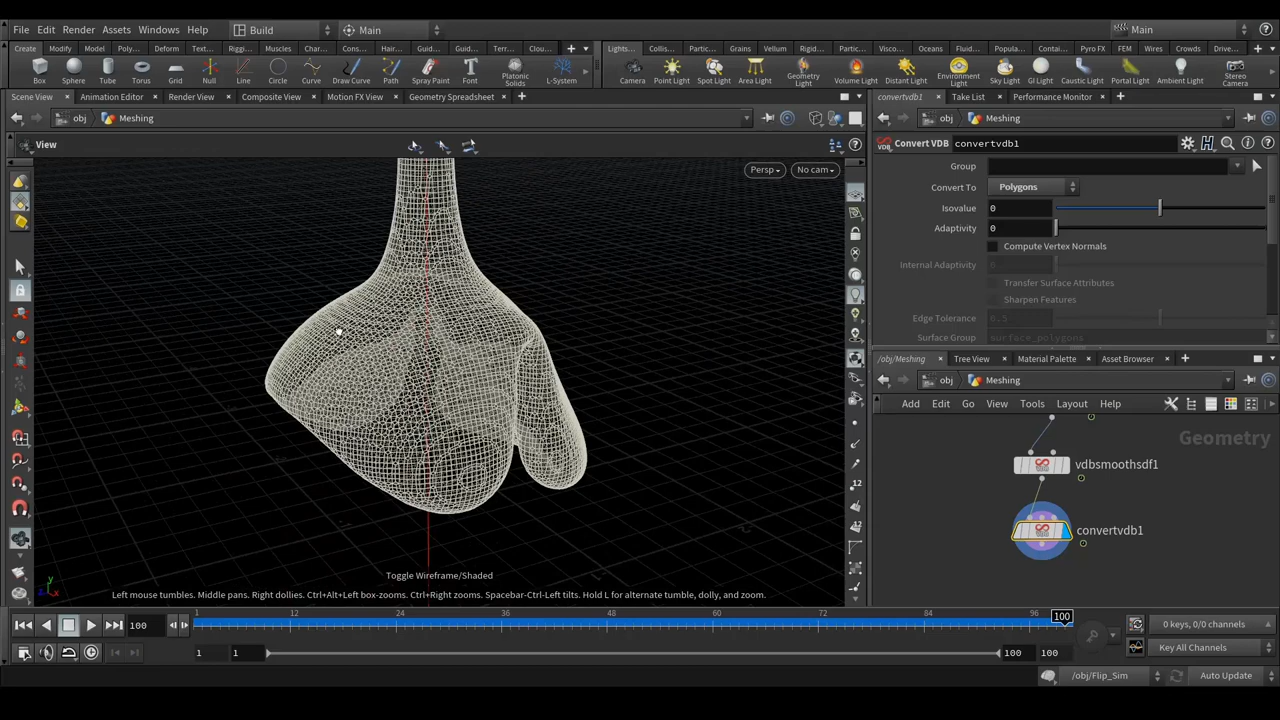 File Edit Render Assets Windows Help Build Main Main
Create Modify Model Poly... Deform Text... Riggi... Muscles Char... Cons... Hair... Guid... Guid... Terr... Clou... Lights... Collis... Partic... Grains Vellum Rigid... Particl... Viscou... Oceans Fluid... Popula... Contai... Pyro FX FEM Wires Crowds Drive...
Box Sphere Tube Torus Grid Null Line Circle Curve Draw Curve Path Spray Paint Font Platonic Solids L-System Camera Point Light Spot Light Area Light Geometry Light Volume Light Distant Light Environment Light Sky Light GI Light Caustic Light Portal Light Ambient Light Stereo Camera
Scene View Animation Editor Render View Composite View Motion FX View Geometry Spreadsheet convertvdb1 Take List Performance Monitor
obj Meshing obj Meshing
View Convert VDB convertvdb1
Persp No cam
Group
Convert To Polygons
Isovalue 0
Adaptivity 0
Compute Vertex Normals
Internal Adaptivity
Transfer Surface Attributes
Sharpen Features
Edge Tolerance 0.5
Surface Group surface_polygons
/obj/Meshing Tree View Material Palette Asset Browser
obj Meshing
Add Edit Go View Tools Layout Help
Geometry
vdbsmoothsdf1
convertvdb1
12
Toggle Wireframe/Shaded
Left mouse tumbles. Middle pans. Right dollies. Ctrl+Alt+Left box-zooms. Ctrl+Right zooms. Spacebar-Ctrl-Left tilts. Hold L for alternate tumble, dolly, and zoom.
100 1 12 24 36 48 60 72 84 96 100 0 keys, 0/0 channels
1 1 100 100 Key All Channels
/obj/Flip_Sim Auto Update